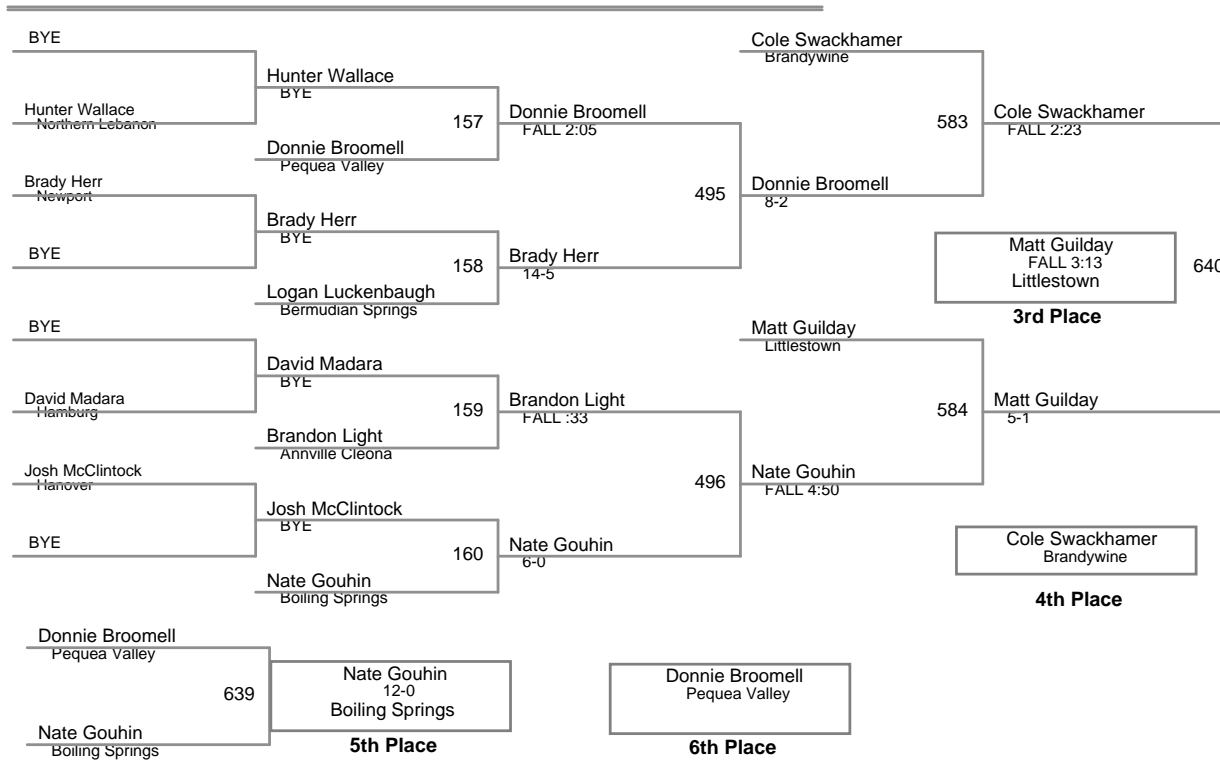 BYE
Hunter Wallace
Northern Lebanon
Brady Herr
Newport
BYE
BYE
David Madara
Hamburg
Josh McClintock
Hanover
BYE
Hunter Wallace
BYE
157
Donnie Broomell
Pequea Valley
Brady Herr
BYE
158
Logan Luckenbaugh
Bermudian Springs
David Madara
BYE
159
Brandon Light
Annville Cleona
Josh McClintock
BYE
160
Nate Gouhin
Boiling Springs
Donnie Broomell
FALL 2:05
495
Brady Herr
14-5
Brandon Light
FALL :33
496
Nate Gouhin
6-0
Cole Swackhamer
Brandywine
583
Donnie Broomell
8-2
Matt Guilday
Littlestown
584
Nate Gouhin
FALL 4:50
Cole Swackhamer
FALL 2:23
Matt Guilday
FALL 3:13
Littlestown
640
3rd Place
Matt Guilday
5-1
Cole Swackhamer
Brandywine
4th Place
Donnie Broomell
Pequea Valley
639
Nate Gouhin
Boiling Springs
Nate Gouhin
12-0
Boiling Springs
5th Place
Donnie Broomell
Pequea Valley
6th Place